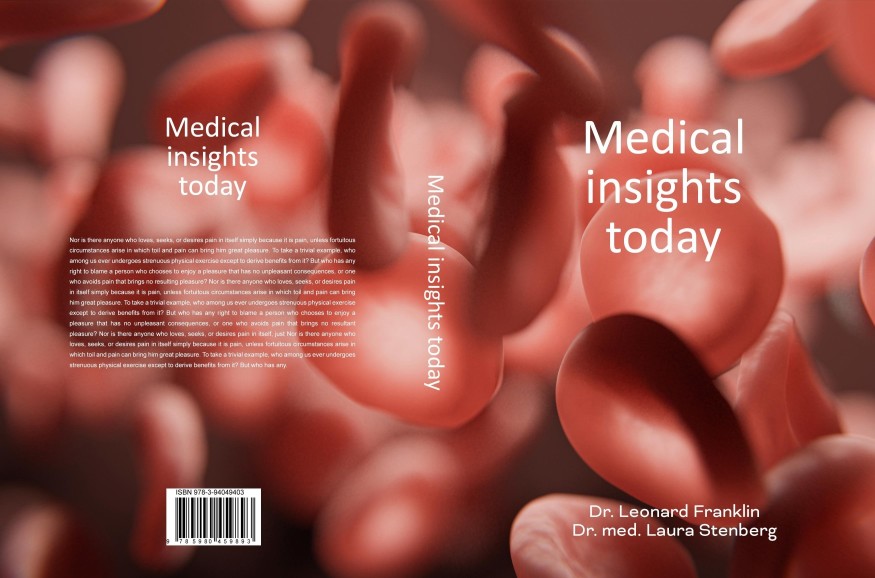 Medical
insights
today
Nor is there anyone who loves, seeks, or desires pain in itself simply because it is pain, unless fortuitous
circumstances arise in which toil and pain can bring him great pleasure. To take a trivial example, who
among us ever undergoes strenuous physical exercise except to derive benefits from it? But who has any
right to blame a person who chooses to enjoy a pleasure that has no unpleasant consequences, or one
who avoids pain that brings no resulting pleasure? Nor is there anyone who loves, seeks, or desires pain
in itself simply because it is pain, unless fortuitous circumstances arise in which toil and pain can bring
him great pleasure. To take a trivial example, who among us ever undergoes strenuous physical exercise
except to derive benefits from it? But who has any right to blame a person who chooses to enjoy a
pleasure that has no unpleasant consequences, or one who avoids pain that brings no resultant
pleasure? Nor is there anyone who loves, seeks, or desires pain in itself, just Nor is there anyone who
loves, seeks, or desires pain in itself simply because it is pain, unless fortuitous circumstances arise in
which toil and pain can bring him great pleasure. To take a trivial example, who among us ever undergoes
strenuous physical exercise except to derive benefits from it? But who has any.
ISBN 978-3-94049403
9 785980 459893
Medical insights today
Medical
insights
today
Dr. Leonard Franklin
Dr. med. Laura Stenberg